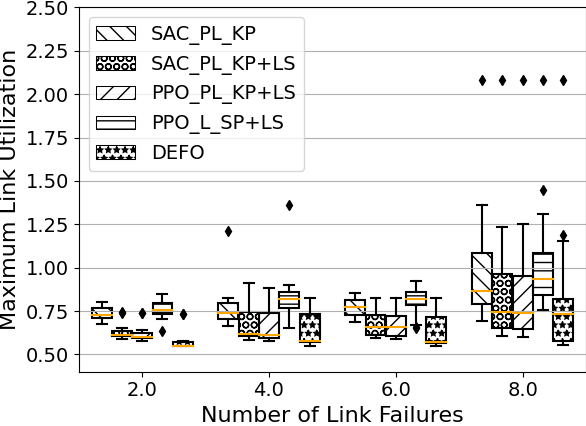 Maximum Link Utilization
2.50
2.25
2.00
1.75
1.50
1.25
1.00
0.75
0.50
SAC_PL_KP
SAC_PL_KP+LS
PPO_PL_KP+LS
PPO_L_SP+LS
DEFO
2.0 4.0 6.0 8.0
Number of Link Failures